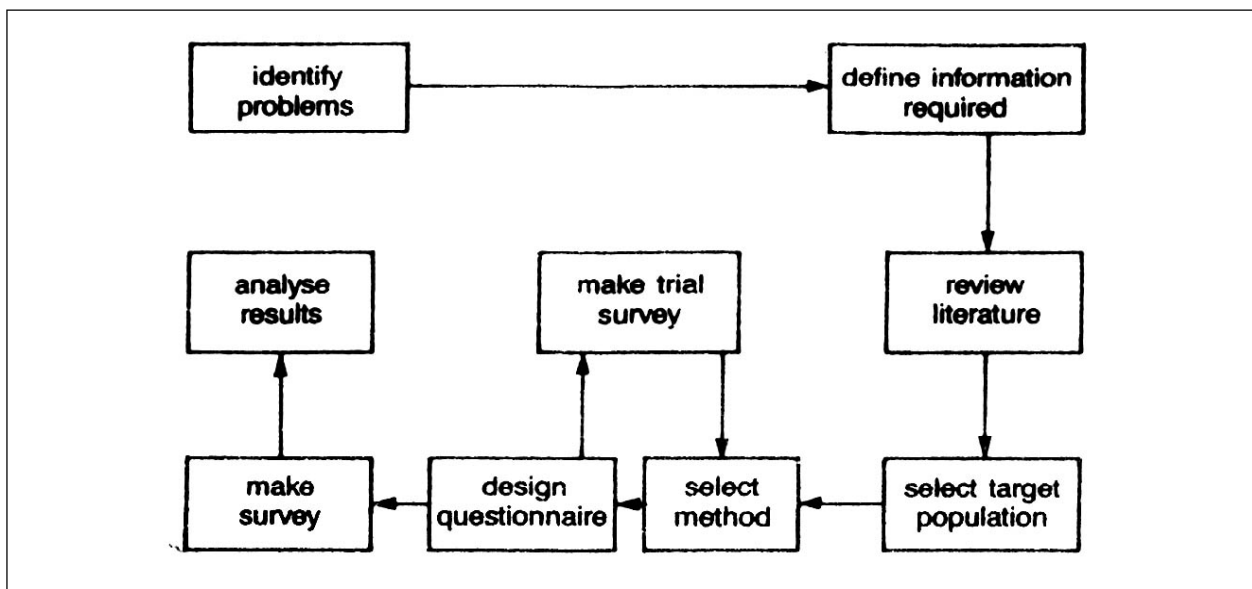 identify
problems
define information
required
analyse
results
make trial
survey
review
literature
make
survey
design
questionnaire
select
method
select target
population